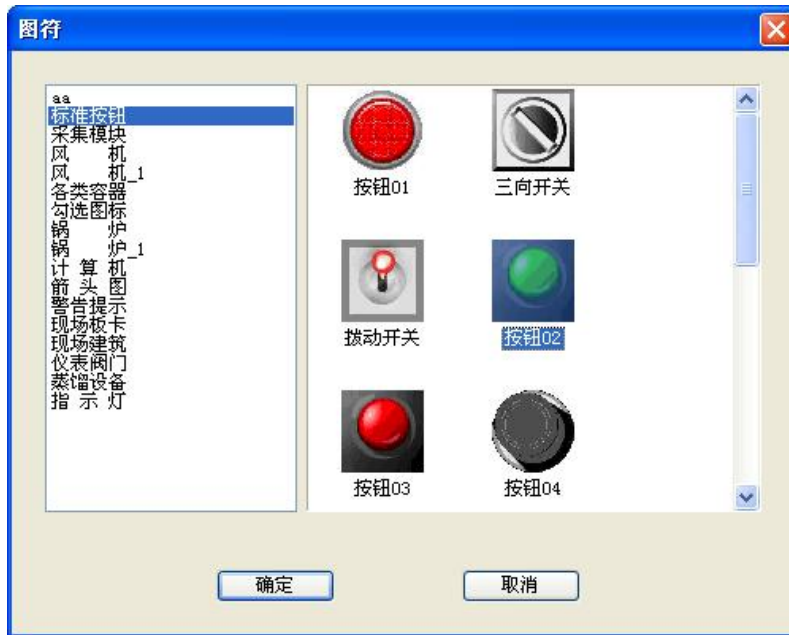 图符
aa
标准按钮
采集模块
风 机
风 机_1
各类容器
勾选图标
锅 炉
锅 炉_1
计 算 机
箭 头 图
警告提示
现场板卡
现场建筑
仪表阀门
蒸馏设备
指 示 灯
按钮01 三向开关
拨动开关 按钮02
按钮03 按钮04
确定 取消